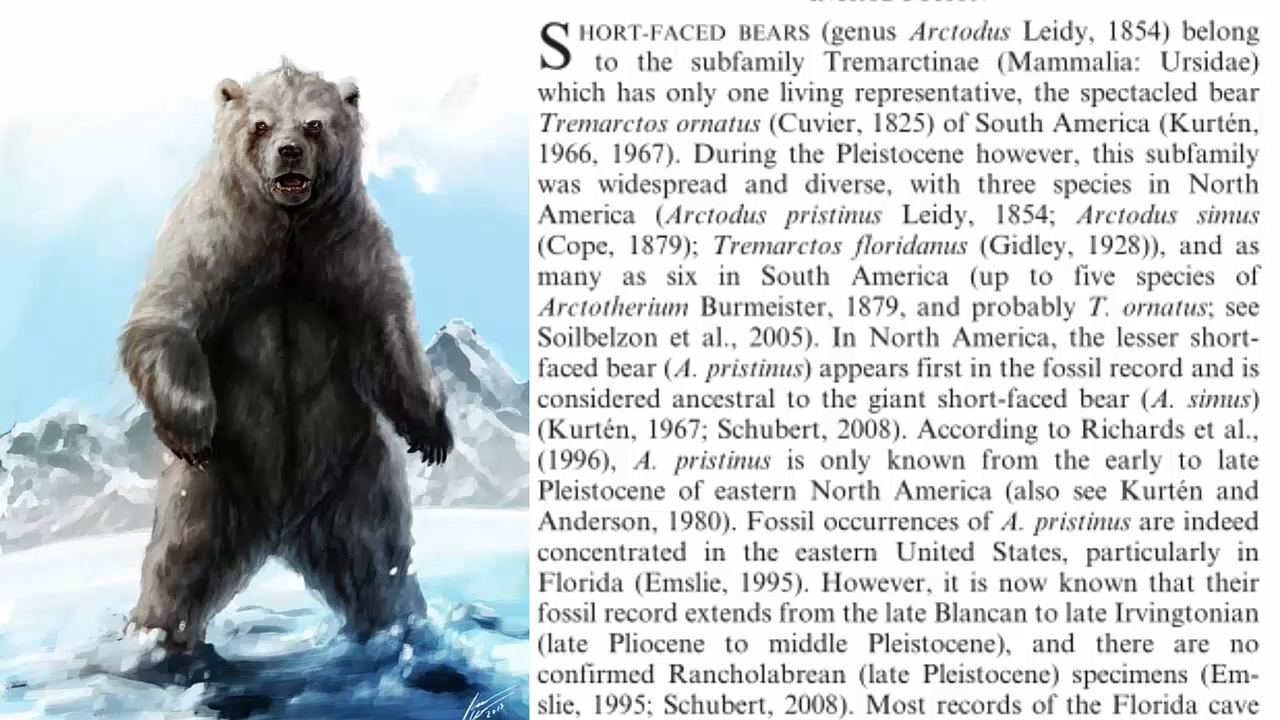 SHORT-FACED BEARS (genus Arctodus Leidy, 1854) belong
to the subfamily Tremarctinae (Mammalia: Ursidae)
which has only one living representative, the spectacled bear
Tremarctos ornatus (Cuvier, 1825) of South America (Kurtén,
1966, 1967). During the Pleistocene however, this subfamily
was widespread and diverse, with three species in North
America (Arctodus pristinus Leidy, 1854; Arctodus simus
(Cope, 1879); Tremarctos floridanus (Gidley, 1928)), and as
many as six in South America (up to five species of
Arctotherium Burmeister, 1879, and probably T. ornatus; see
Soilbelzon et al., 2005). In North America, the lesser short-
faced bear (A. pristinus) appears first in the fossil record and is
considered ancestral to the giant short-faced bear (A. simus)
(Kurtén, 1967; Schubert, 2008). According to Richards et al.,
(1996), A. pristinus is only known from the early to late
Pleistocene of eastern North America (also see Kurtén and
Anderson, 1980). Fossil occurrences of A. pristinus are indeed
concentrated in the eastern United States, particularly in
Florida (Emslie, 1995). However, it is now known that their
fossil record extends from the late Blancan to late Irvingtonian
(late Pliocene to middle Pleistocene), and there are no
confirmed Rancholabrean (late Pleistocene) specimens (Em-
slie, 1995; Schubert, 2008). Most records of the Florida cave
2013